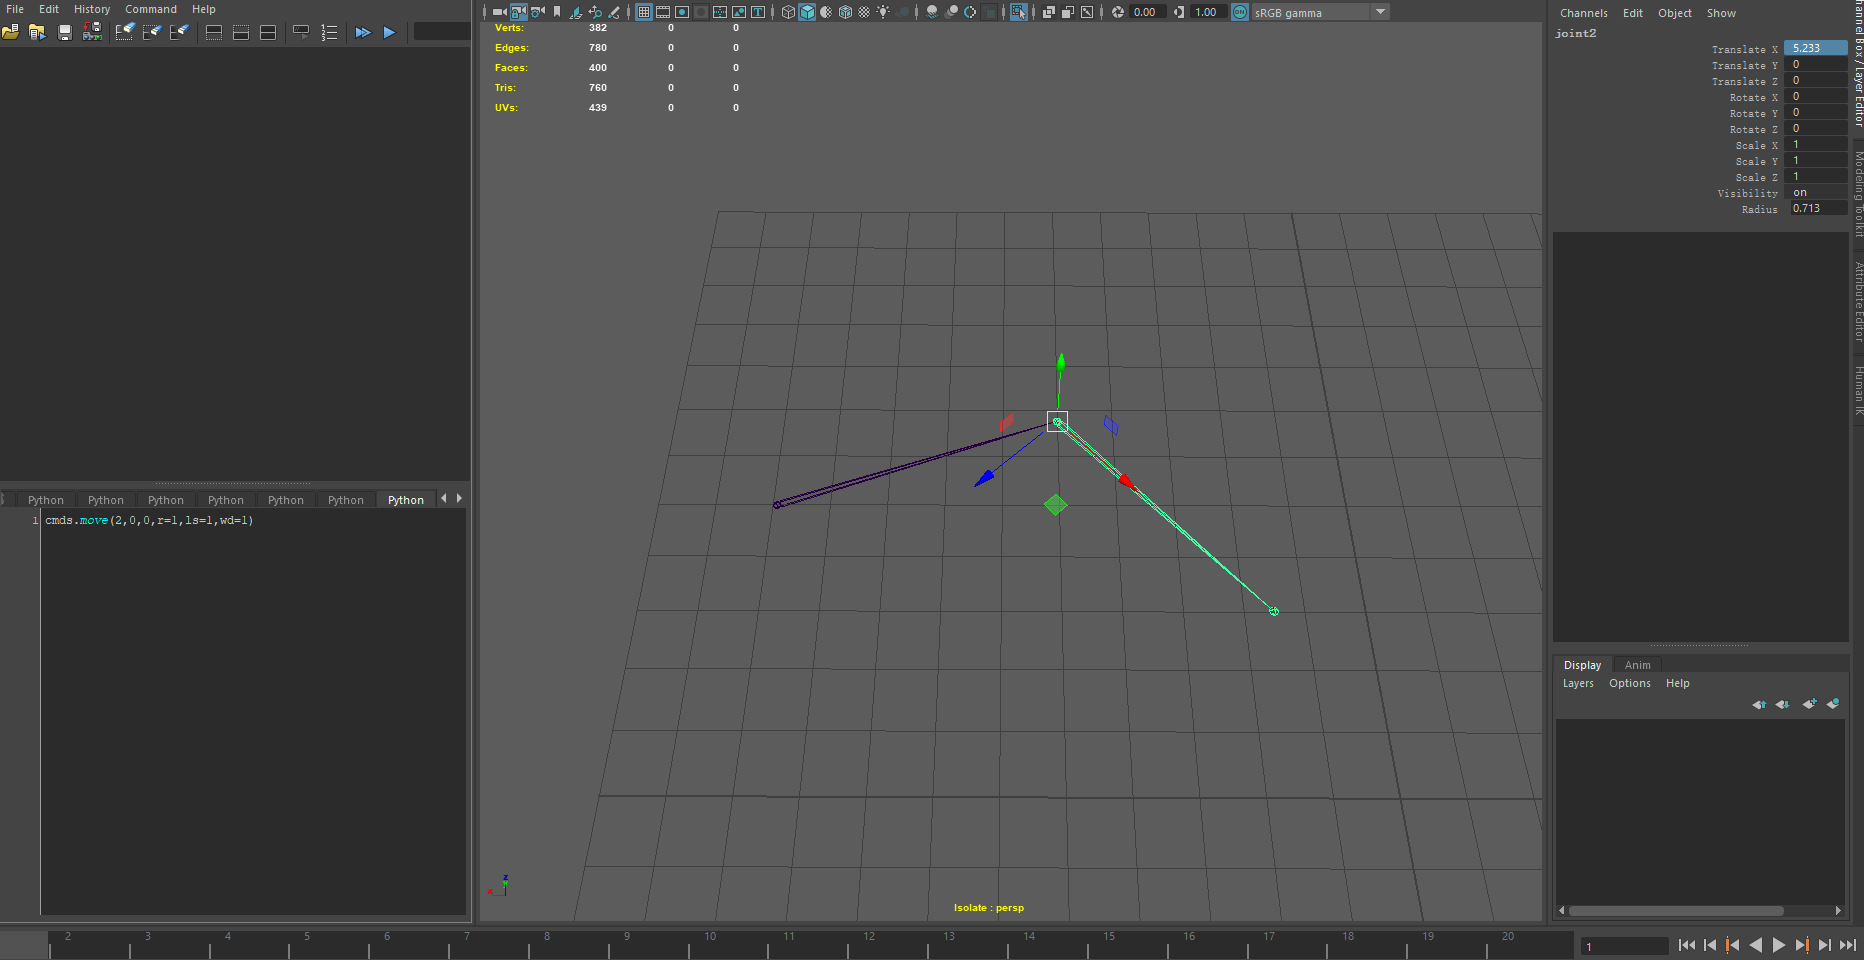 File Edit History Command Help
Python Python Python Python Python Python Python
1 cmds.move(2,0,0,r=1,ls=1,wd=1)
0.00 1.00 ON sRGB gamma
Verts: 382 0 0
Edges: 780 0 0
Faces: 400 0 0
Tris: 760 0 0
UVs: 439 0 0
z
Isolate : persp
Channels Edit Object Show
joint2
Translate X 5.233
Translate Y 0
Translate Z 0
Rotate X 0
Rotate Y 0
Rotate Z 0
Scale X 1
Scale Y 1
Scale Z 1
Visibility on
Radius 0.713
Channel Box / Layer Editor
Modeling Toolkit
Attribute Editor
Human IK
Display Anim
Layers Options Help
2 3 4 5 6 7 8 9 10 11 12 13 14 15 16 17 18 19 20
1